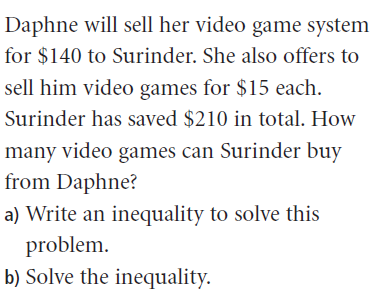 Daphne will sell her video game system
for $140 to Surinder. She also offers to
sell him video games for $15 each.
Surinder has saved $210 in total. How
many video games can Surinder buy
from Daphne?
a) Write an inequality to solve this
problem.
b) Solve the inequality.